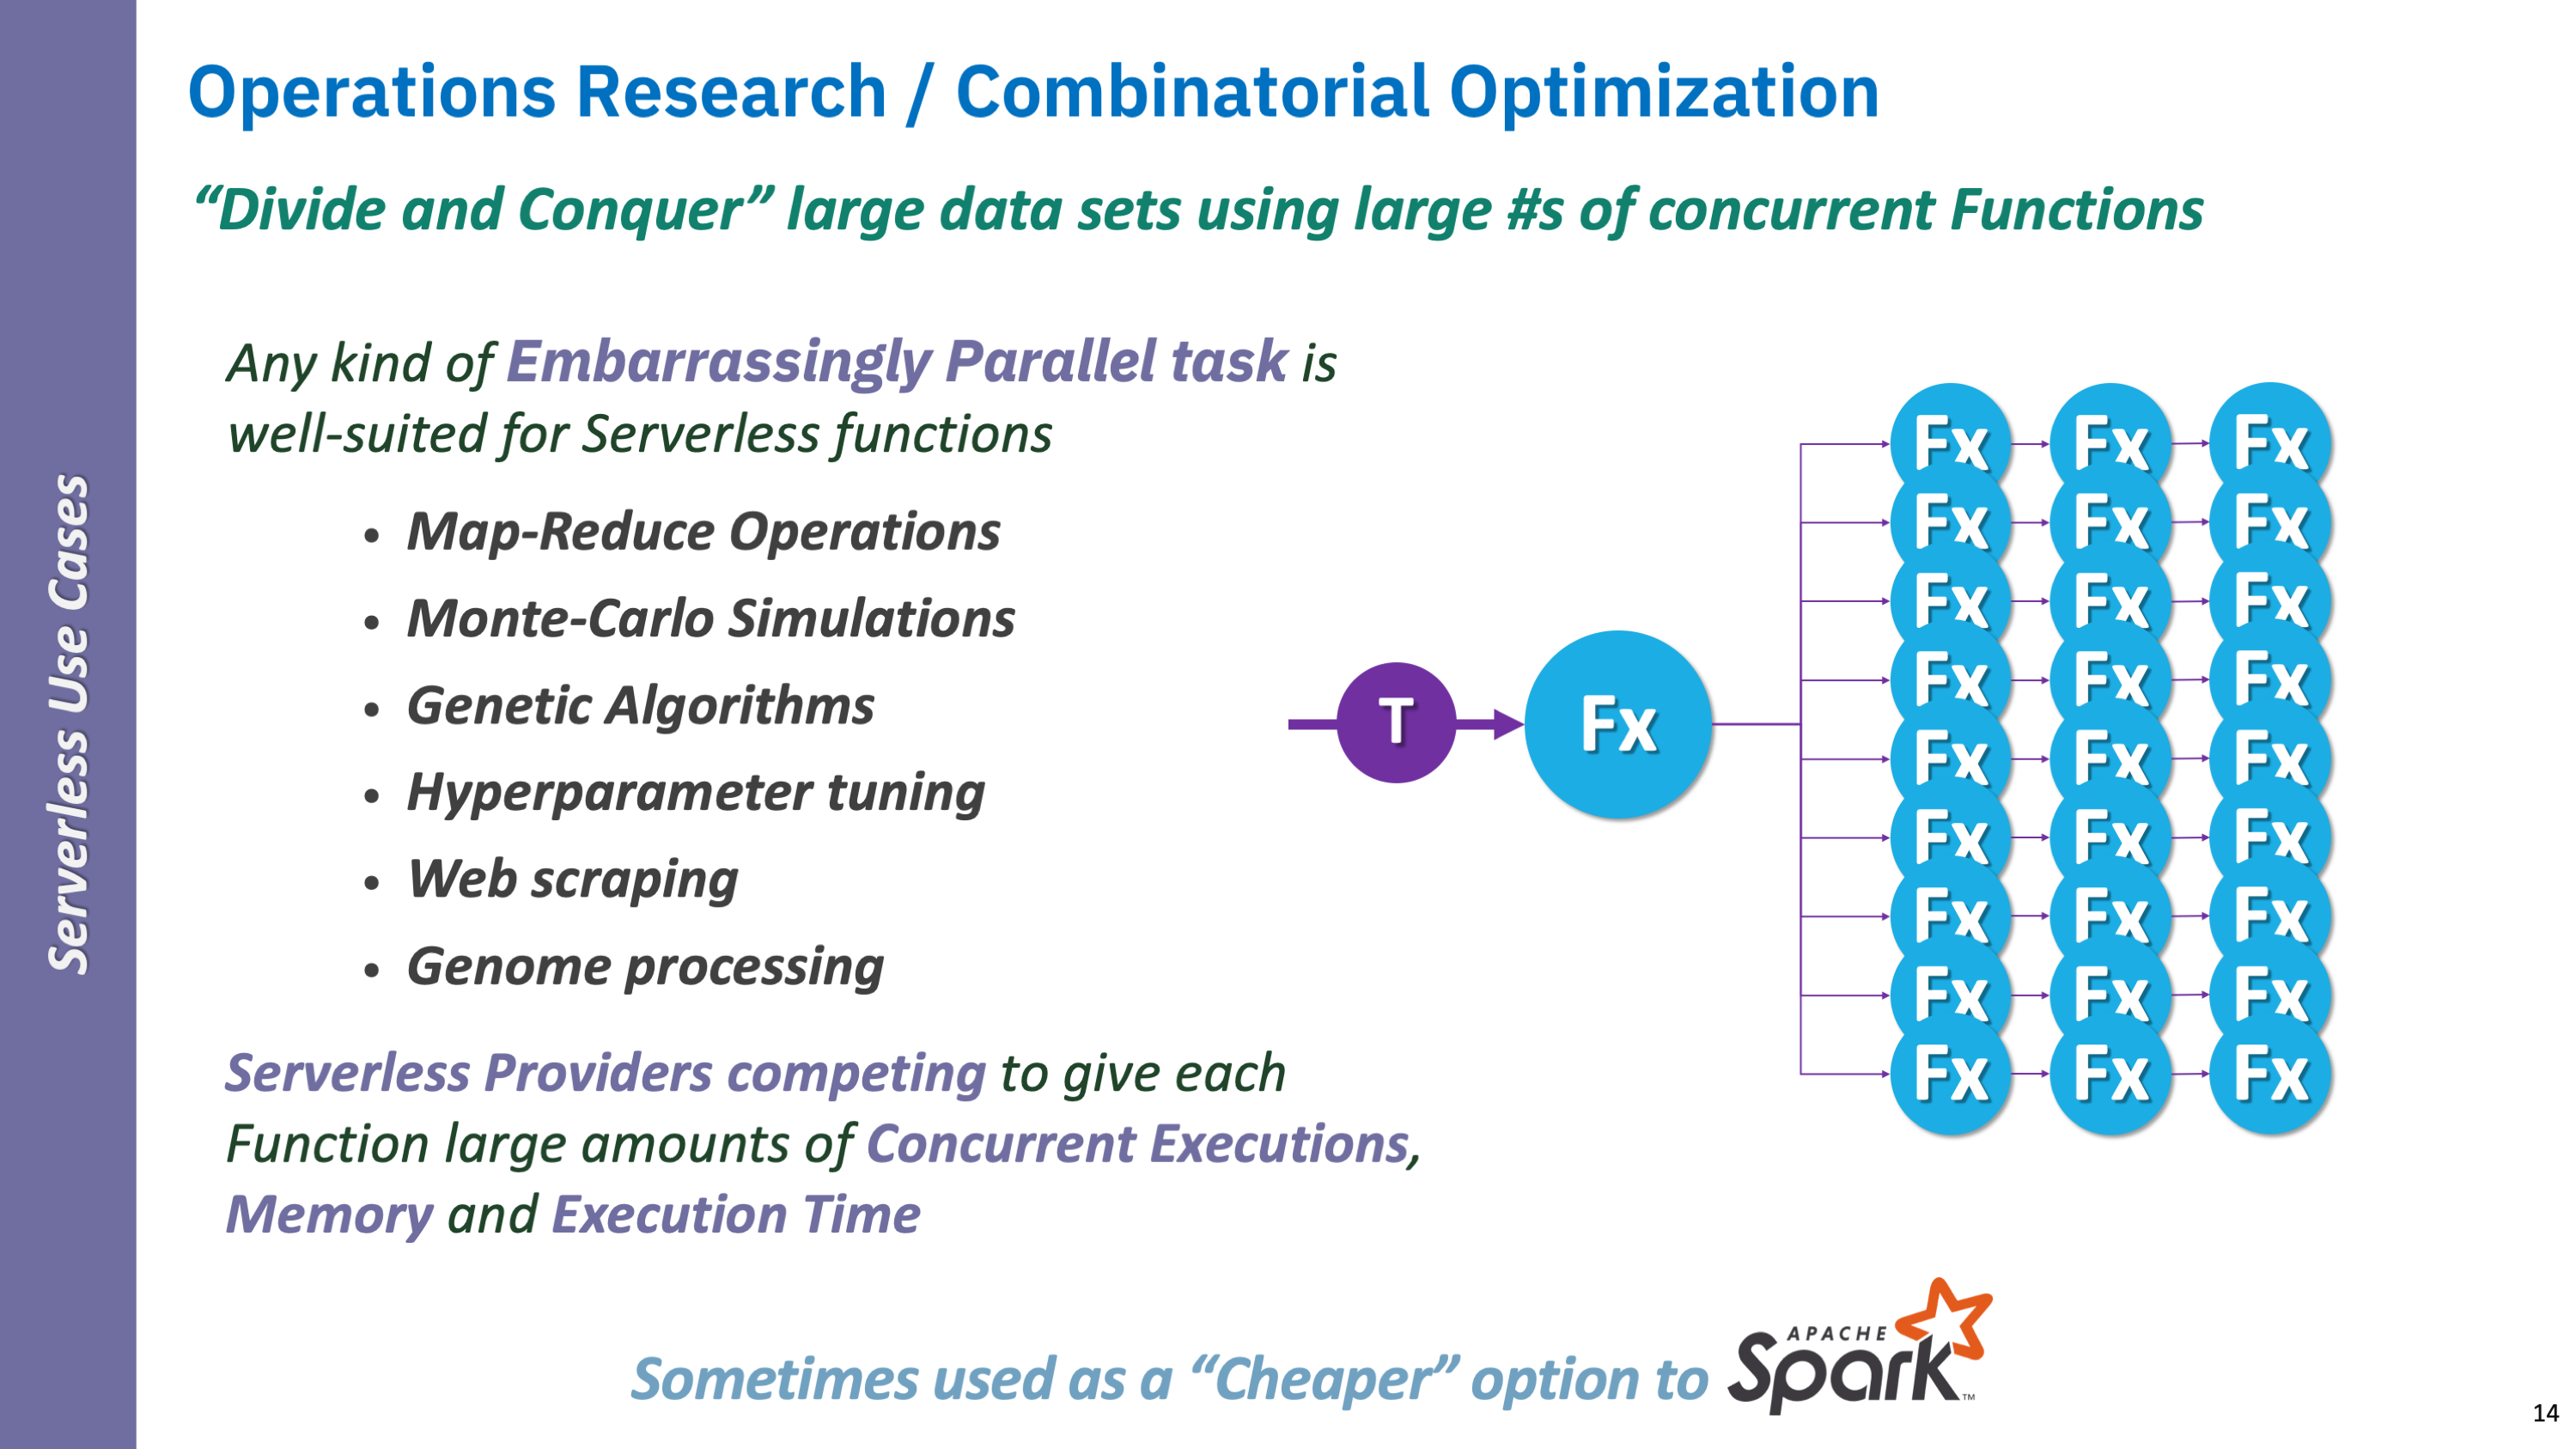 Serverless Use Cases
Operations Research / Combinatorial Optimization
“Divide and Conquer” large data sets using large #s of concurrent Functions
Any kind of Embarrassingly Parallel task is
well-suited for Serverless functions
• Map-Reduce Operations
• Monte-Carlo Simulations
• Genetic Algorithms
• Hyperparameter tuning
• Web scraping
• Genome processing
Serverless Providers competing to give each
Function large amounts of Concurrent Executions,
Memory and Execution Time
T Fx
Fx Fx Fx
Fx Fx Fx
Fx Fx Fx
Fx Fx Fx
Fx Fx Fx
Fx Fx Fx
Fx Fx Fx
Fx Fx Fx
Fx Fx Fx
Sometimes used as a “Cheaper” option to
APACHE
Spark™
14